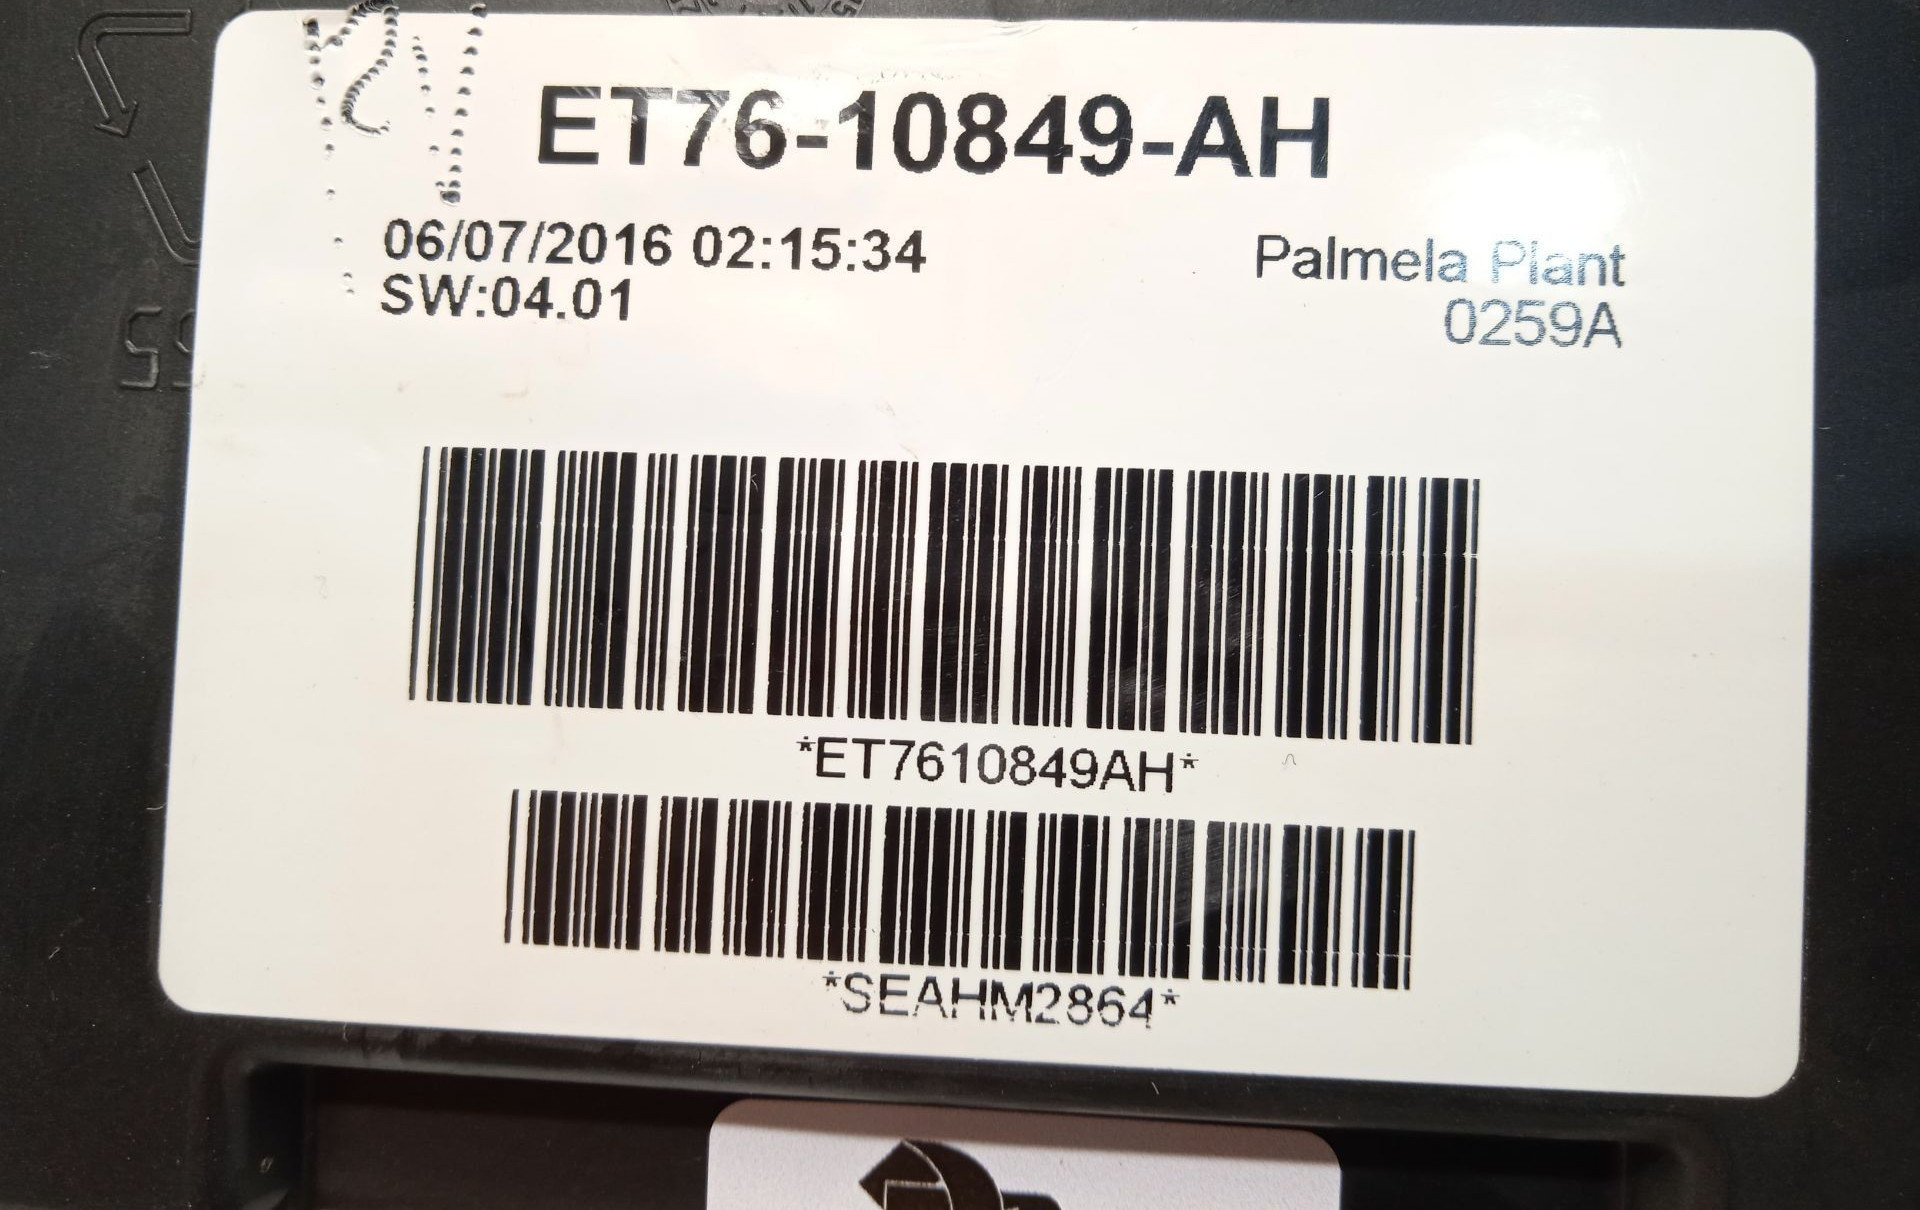 ET76-10849-AH
06/07/2016 02:15:34
SW:04.01
Palmela Plant
0259A
*ET7610849AH*
*SEAHM2864*